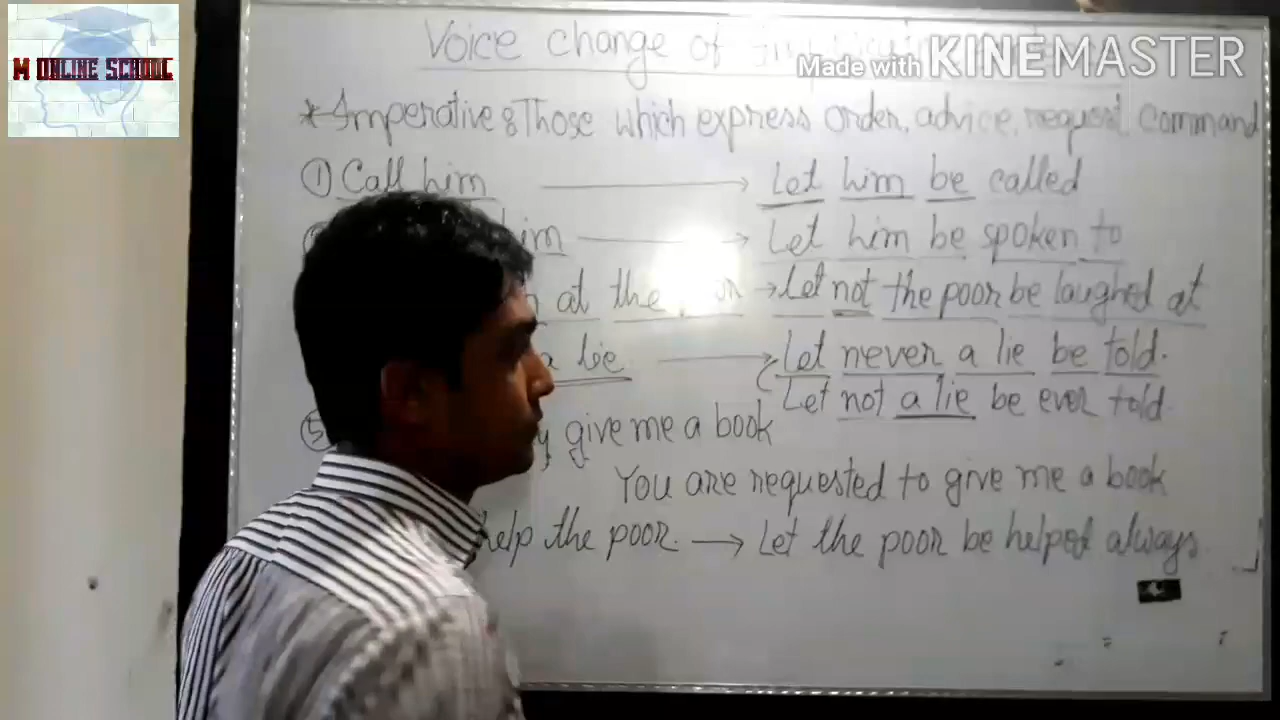 M ONLINE SCHOOL
Voice change of
Made with KINEMASTER
*Imperative : Those which express order, advice, request command
① Call him → Let him be called
him → Let him be spoken to
at the → Let not the poor be laughed at
a lie → Let never a lie be told.
Let not a lie be ever told.
⑤ give me a book
You are requested to give me a book
help the poor. → Let the poor be helped always.